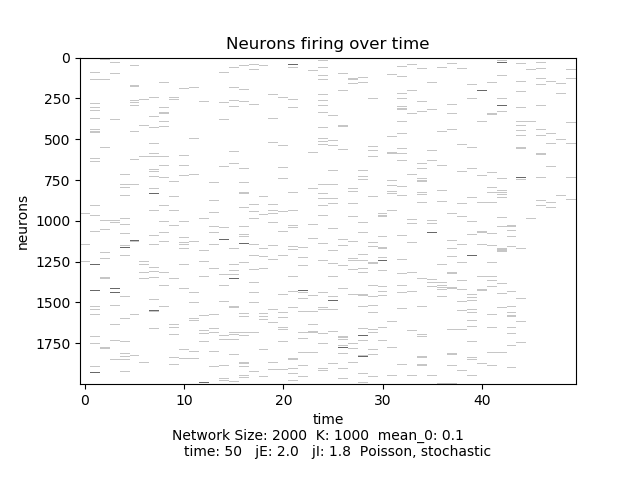 Neurons firing over time
0
250
500
750
1000
1250
1500
1750
neurons
0 10 20 30 40
time
Network Size: 2000 K: 1000 mean_0: 0.1
time: 50 jE: 2.0 jI: 1.8 Poisson, stochastic